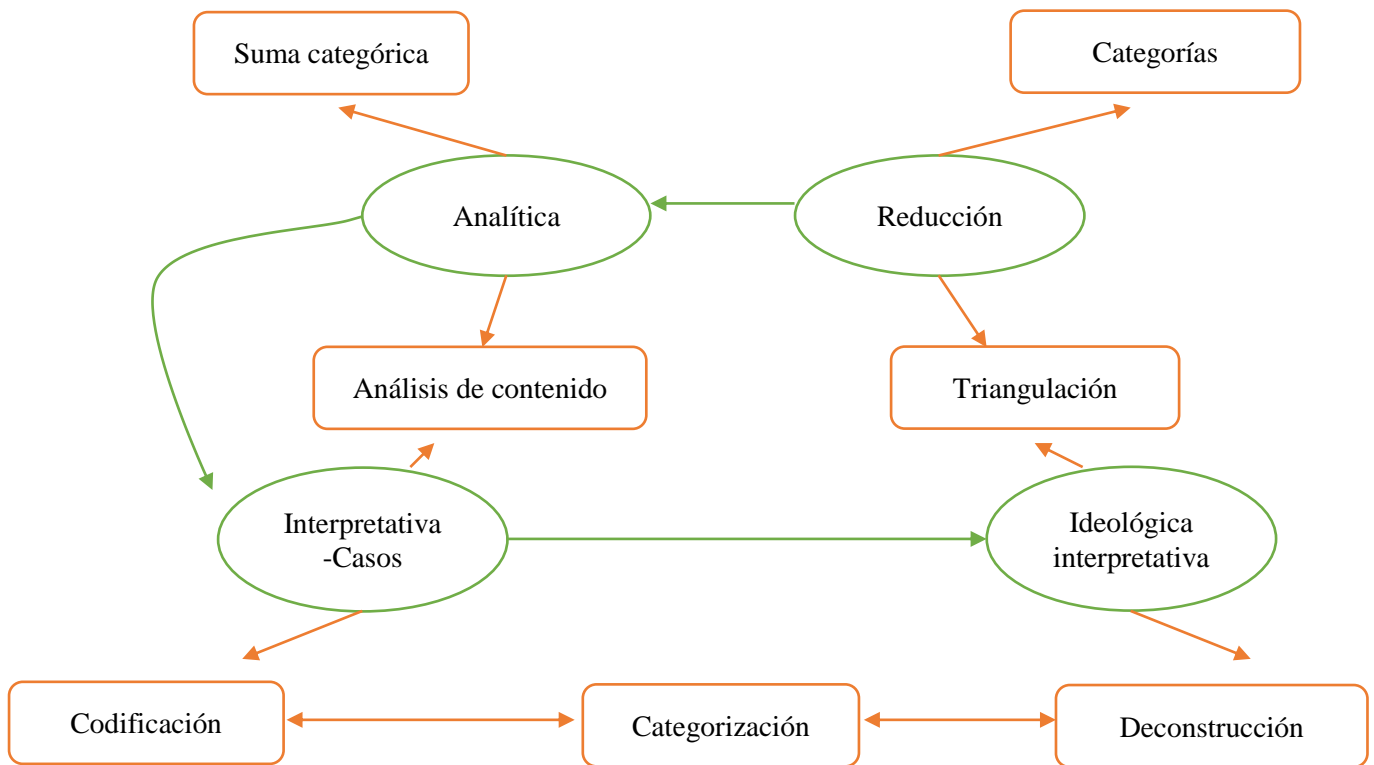 Suma categórica
Categorías
Analítica
Reducción
Análisis de contenido
Triangulación
Interpretativa
-Casos
Ideológica
interpretativa
Codificación
Categorización
Deconstrucción